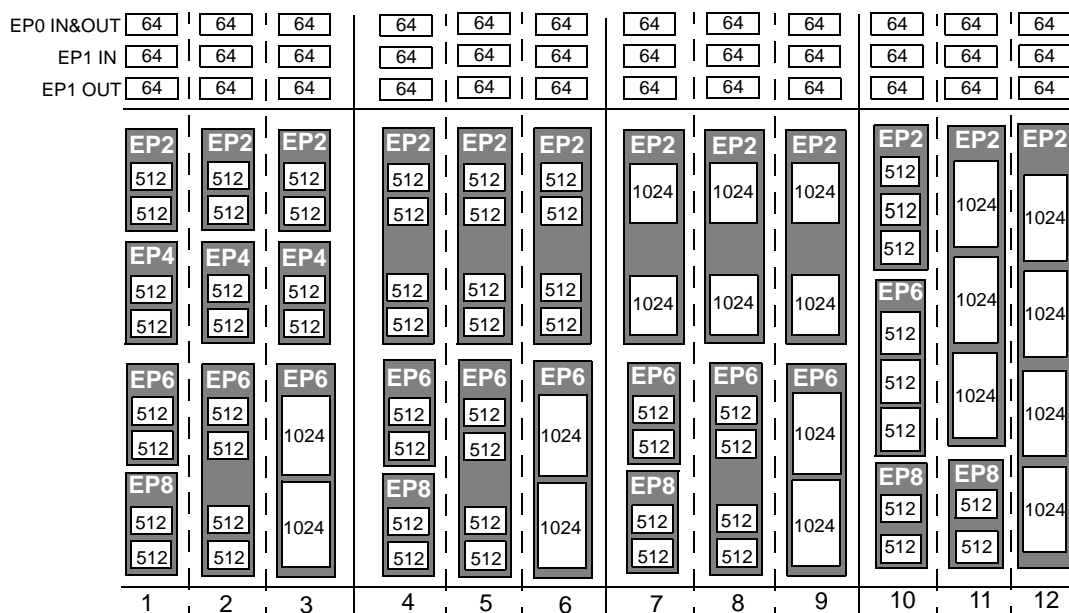 EP0 IN&OUT 64 64 64 64 64 64 64 64 64 64 64 64
EP1 IN 64 64 64 64 64 64 64 64 64 64 64 64
EP1 OUT 64 64 64 64 64 64 64 64 64 64 64 64
EP2 EP2 EP2 EP2 EP2 EP2 EP2 EP2 EP2 EP2 EP2 EP2
512 512 512 512 512 512 1024 1024 1024 512
512 512 512 512 512 512 512 1024 1024
EP4 EP4 EP4 512
512 512 512 512 512 512 1024 1024 1024 EP6 1024
512 512 512 512 512 512 512 1024
EP6 EP6 EP6 EP6 EP6 EP6 EP6 EP6 EP6 512 1024
512 512 512 512 512 512 1024
512 512 1024 512 512 1024 512 512 1024 512
EP8 EP8 EP8 EP8 EP8
512 512 1024 512 512 1024 512 512 1024 512 512 1024
512 512 512 512 512 512 512 512
1 2 3 4 5 6 7 8 9 10 11 12